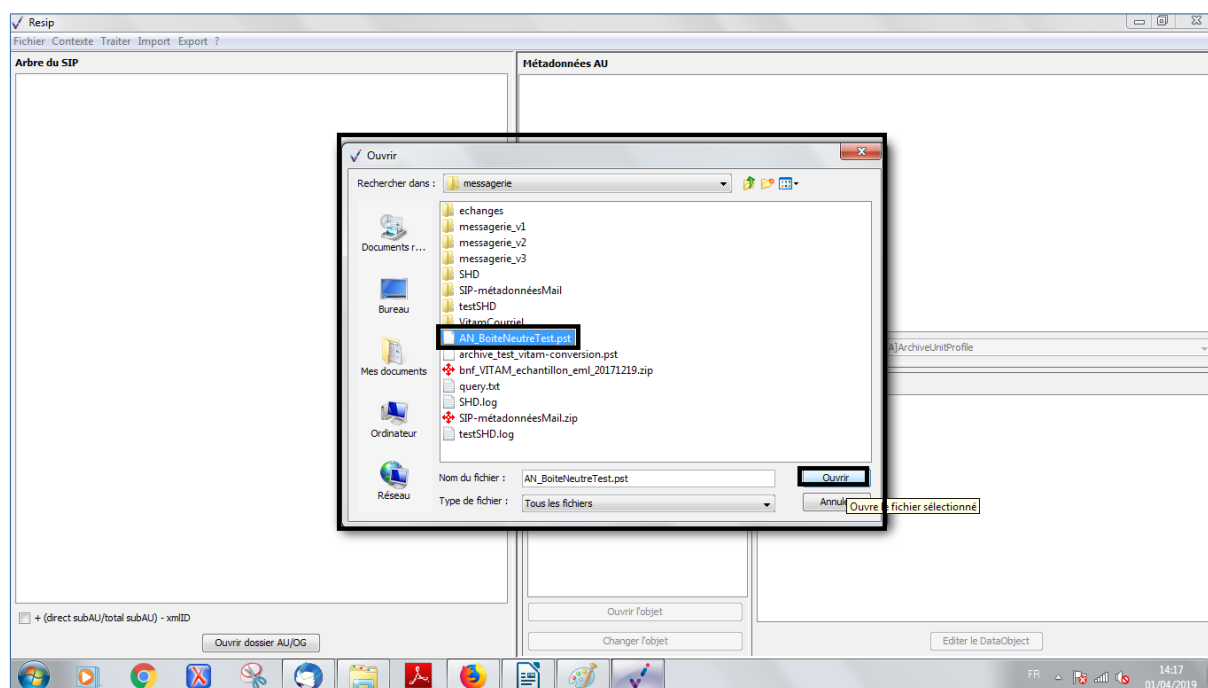 Resip
Fichier Contexte Traiter Import Export ?
Arbre du SIP
Métadonnées AU
Ouvrir
Rechercher dans :
messagerie
Documents r...
Bureau
Mes documents
Ordinateur
Réseau
echanges
messagerie_v1
messagerie_v2
messagerie_v3
SHD
SIP-métadonnéesMail
testSHD
VitamCourriel
AN_BoiteNeutreTest.pst
archive_test_vitam-conversion.pst
bnf_VITAM_echantillon_eml_20171219.zip
query.txt
SHD.log
SIP-métadonnéesMail.zip
testSHD.log
Nom du fichier :
AN_BoiteNeutreTest.pst
Ouvrir
Type de fichier :
Tous les fichiers
Ouvre le fichier sélectionné
A]ArchiveUnitProfile
+ (direct subAU/total subAU) - xmlID
Ouvrir dossier AU/OG
Ouvrir l'objet
Changer l'objet
Editer le DataObject
FR
14:17
01/04/2019